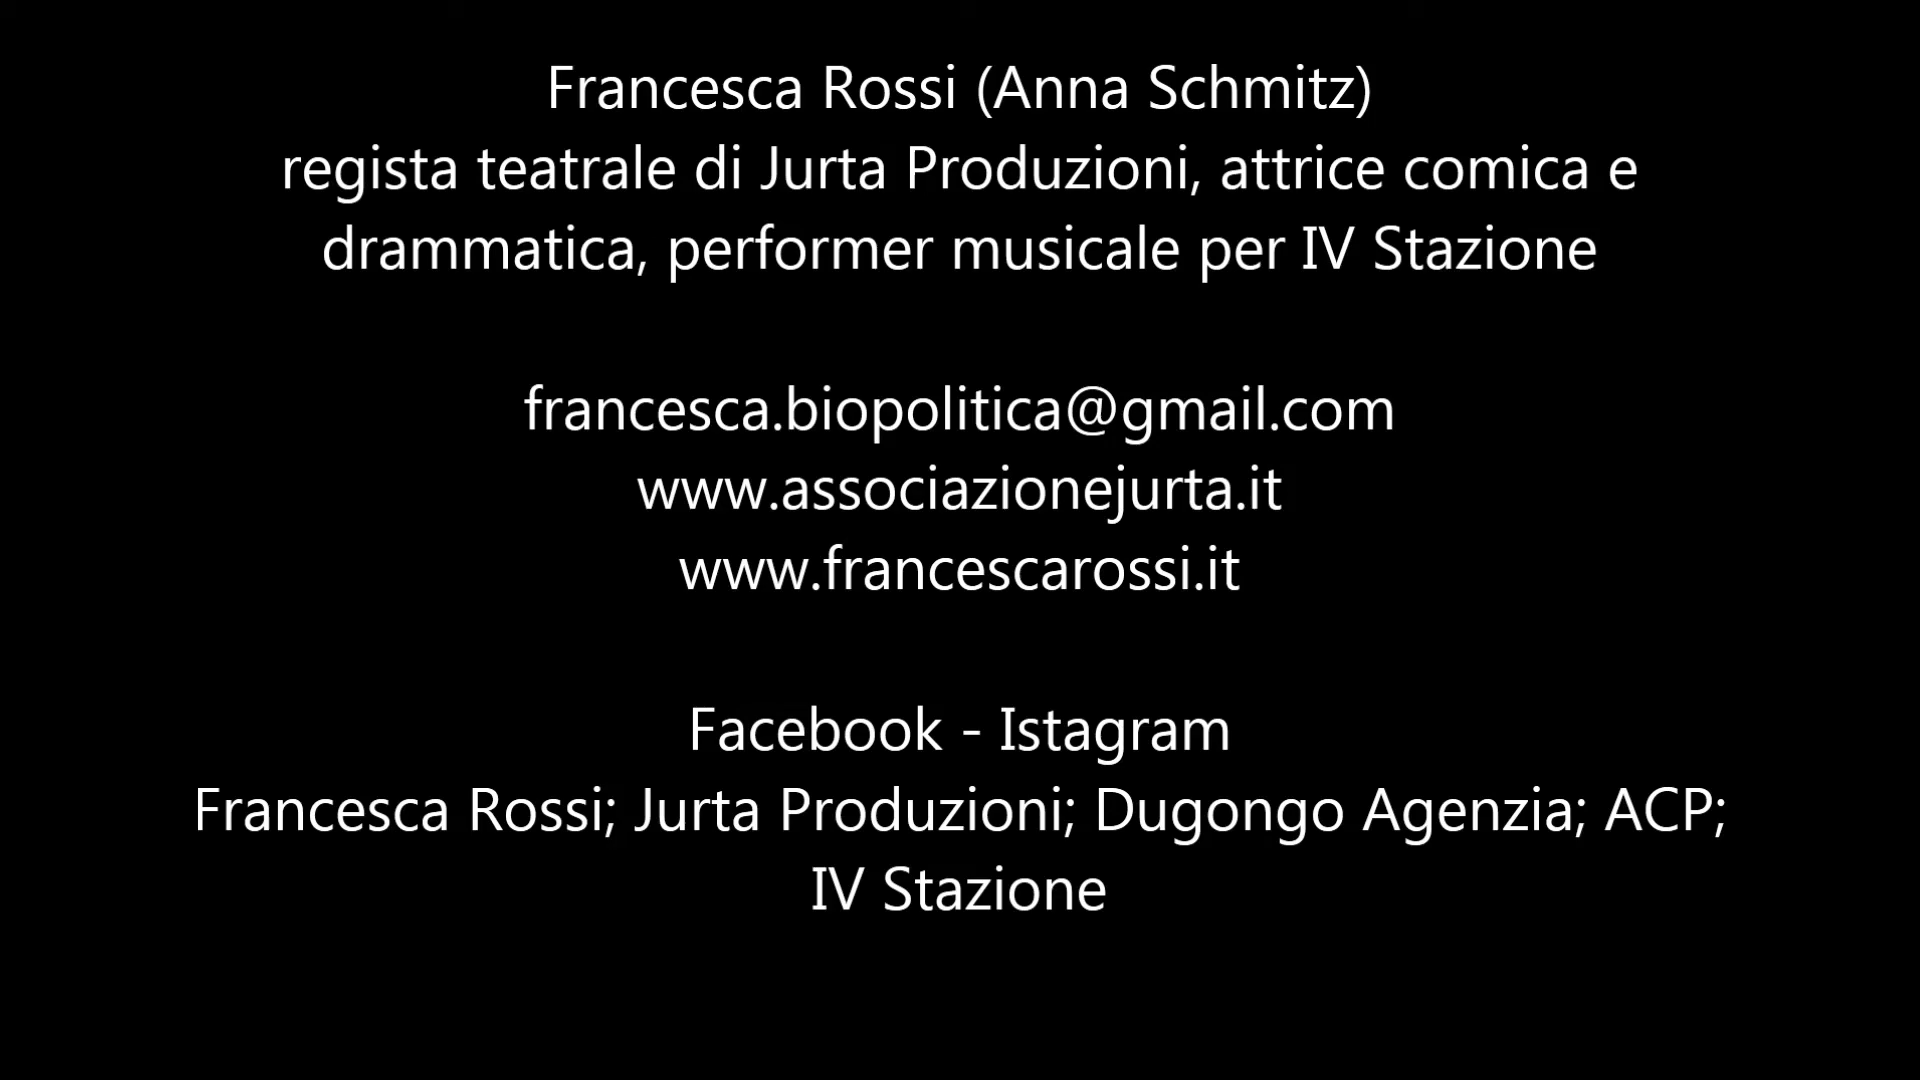 Francesca Rossi (Anna Schmitz)
regista teatrale di Jurta Produzioni, attrice comica e
drammatica, performer musicale per IV Stazione
francesca.biopolitica@gmail.com
www.associazionejurta.it
www.francescarossi.it
Facebook - Istagram
Francesca Rossi; Jurta Produzioni; Dugongo Agenzia; ACP;
IV Stazione